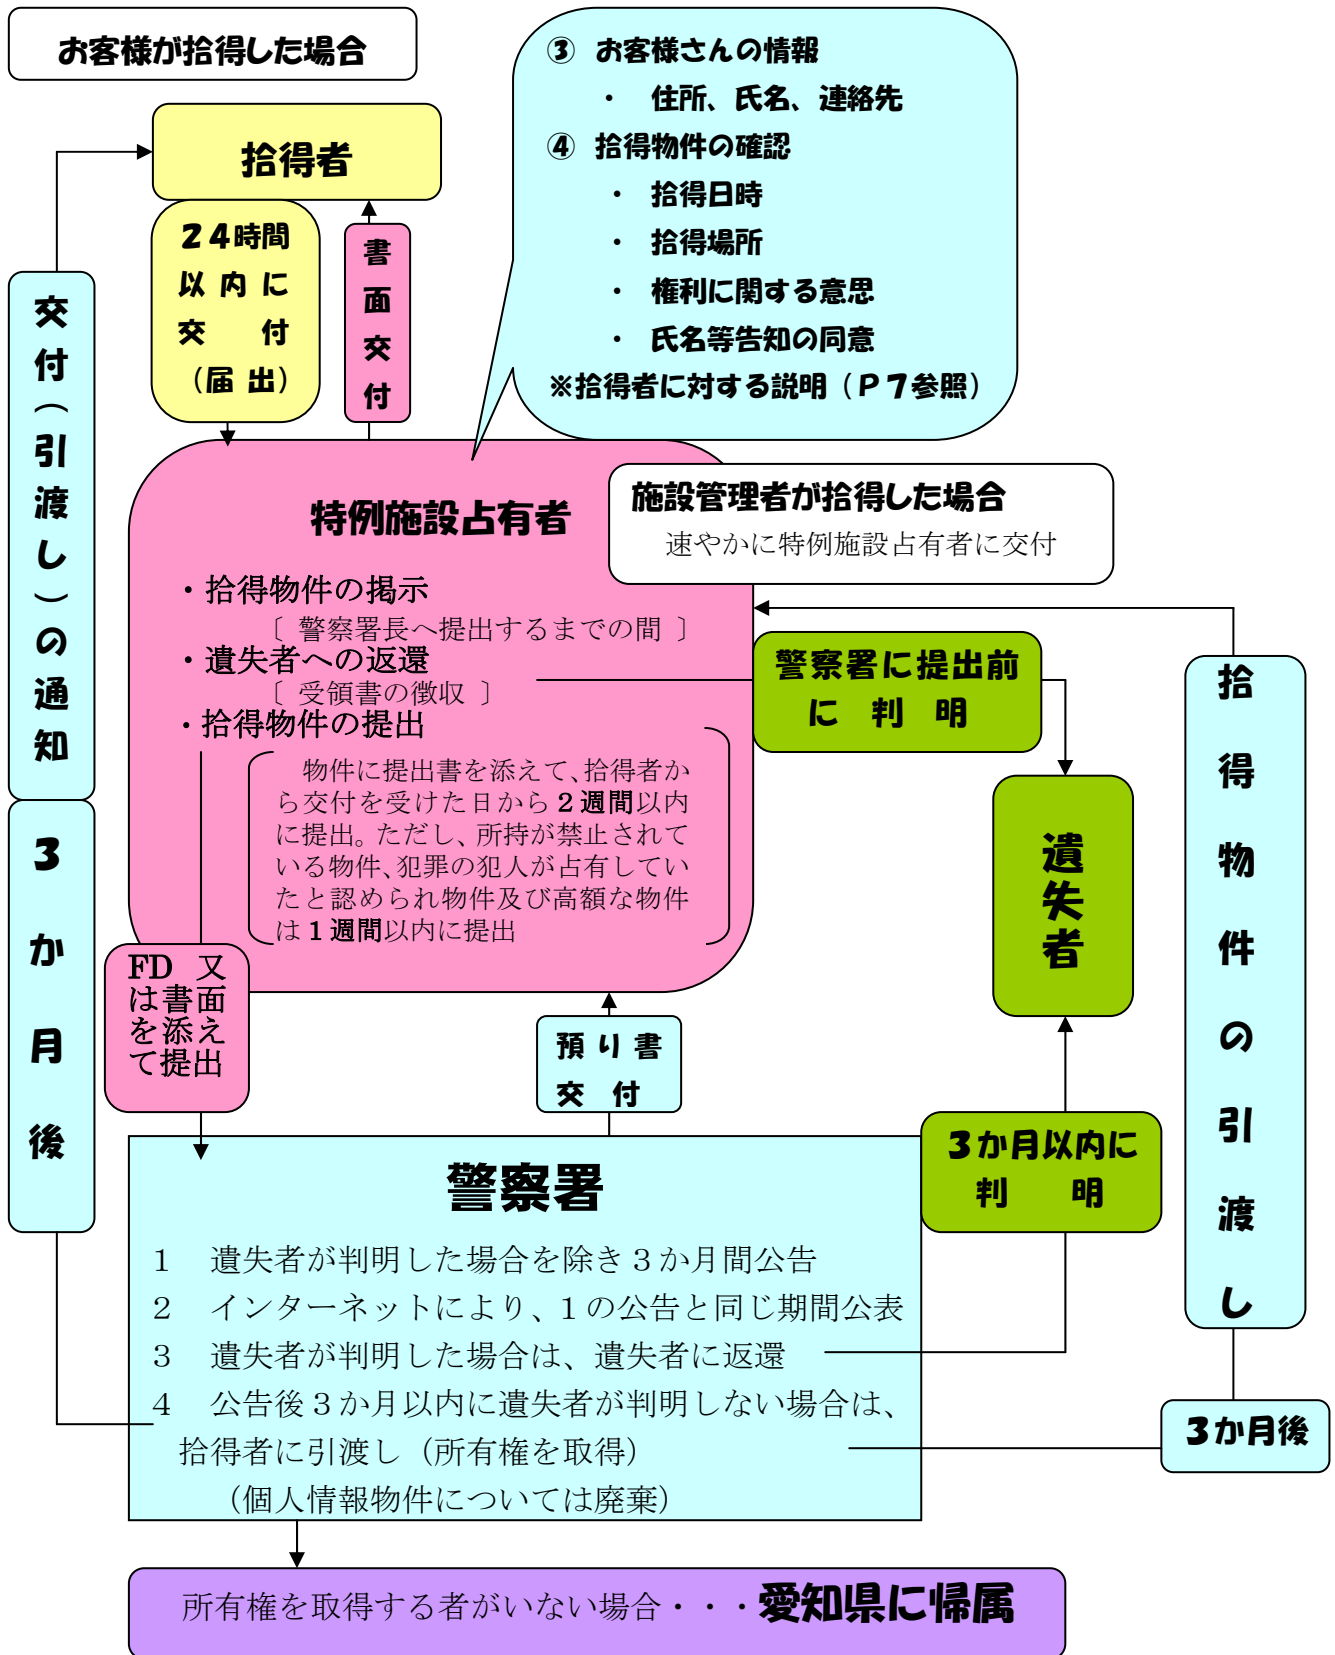 お客様が拾得した場合
③ お客様さんの情報
・ 住所、氏名、連絡先
④ 拾得物件の確認
・ 拾得日時
・ 拾得場所
・ 権利に関する意思
・ 氏名等告知の同意
※拾得者に対する説明（Ｐ７参照）
拾得者
２４時間
以内に
交　付
（届出）
書面交付
交付（引渡し）の通知
３か月後
特例施設占有者
施設管理者が拾得した場合
速やかに特例施設占有者に交付
・拾得物件の掲示
〔 警察署長へ提出するまでの間 〕
・遺失者への返還
〔 受領書の徴収 〕
・拾得物件の提出
物件に提出書を添えて、拾得者か
ら交付を受けた日から２週間以内
に提出。ただし、所持が禁止されて
いる物件、犯罪の犯人が占有してい
たと認められ物件及び高額な物件
は１週間以内に提出
警察署に提出前
に 判 明
遺失者
拾得物件の引渡し
FD 又
は書面
を添え
て提出
預り書
交 付
３か月以内に
判　明
警察署
１　遺失者が判明した場合を除き３か月間公告
２　インターネットにより、１の公告と同じ期間公表
３　遺失者が判明した場合は、遺失者に返還
４　公告後３か月以内に遺失者が判明しない場合は、
拾得者に引渡し（所有権を取得）
（個人情報物件については廃棄）
３か月後
所有権を取得する者がいない場合・・・愛知県に帰属